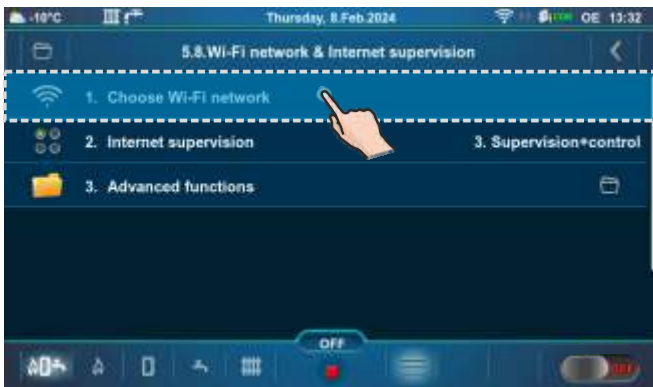 -10°C Thursday, 8.Feb.2024 OE 13:32
5.8.Wi-Fi network & Internet supervision
1. Choose Wi-Fi network
2. Internet supervision 3. Supervision+control
3. Advanced functions
OFF
OFF